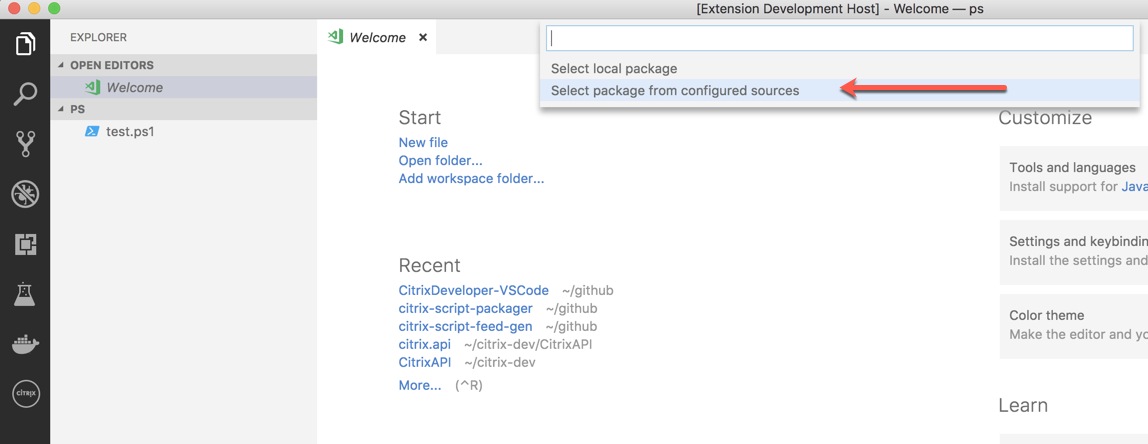 [Extension Development Host] - Welcome — ps
EXPLORER
OPEN EDITORS
Welcome
PS
test.ps1
CITRIX
Welcome
Select local package
Select package from configured sources
Start
New file
Open folder...
Add workspace folder...
Recent
CitrixDeveloper-VSCode ~/github
citrix-script-packager ~/github
citrix-script-feed-gen ~/github
citrix.api ~/citrix-dev/CitrixAPI
CitrixAPI ~/citrix-dev
More... (^R)
Customize
Tools and languages
Install support for Java
Settings and keybindin
Install the settings and
Color theme
Make the editor and yo
Learn